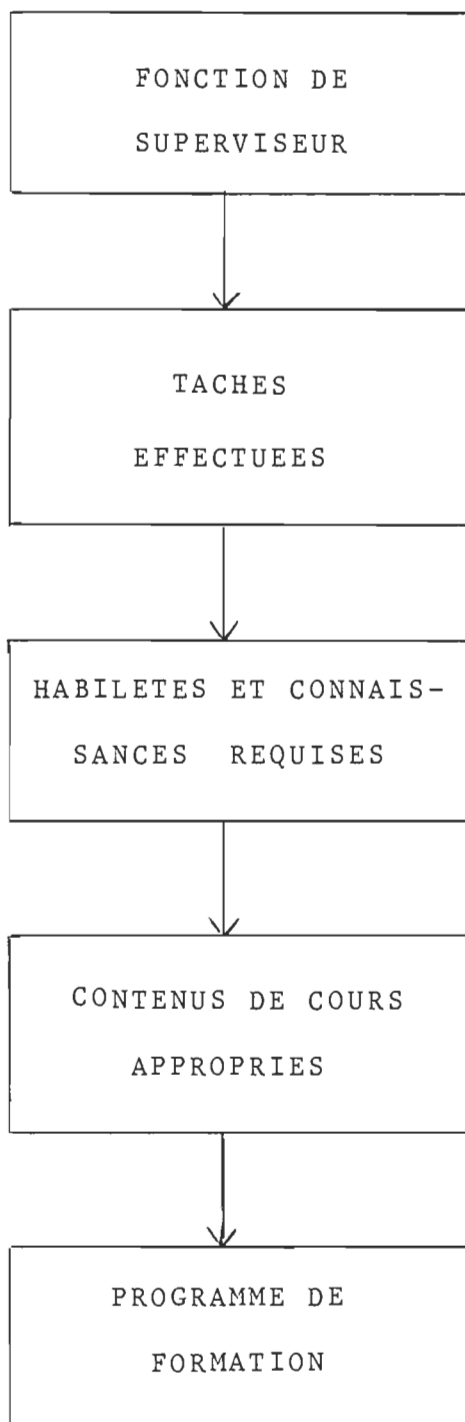 FONCTION DE
SUPERVISEUR
TACHES
EFFECTUEES
HABILETES ET CONNAIS-
SANCES REQUISES
CONTENUS DE COURS
APPROPRIES
PROGRAMME DE
FORMATION